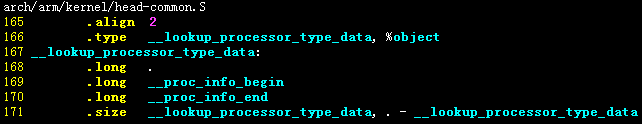 arch/arm/kernel/head-common.S
165 .align 2
166 .type __lookup_processor_type_data, %object
167 __lookup_processor_type_data:
168 .long .
169 .long __proc_info_begin
170 .long __proc_info_end
171 .size __lookup_processor_type_data, . - __lookup_processor_type_data